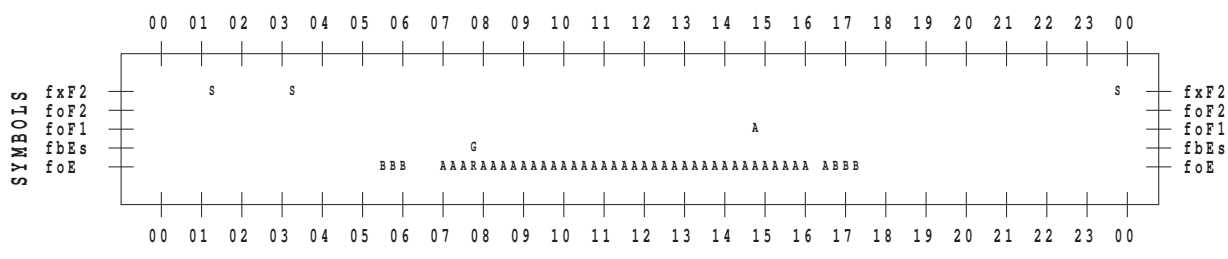 00 01 02 03 04 05 06 07 08 09 10 11 12 13 14 15 16 17 18 19 20 21 22 23 00
SYMBOLS
fxF2 S S S fxF2
foF2 foF2
foF1 A foF1
fbEs G fbEs
foE BBB AAARAAAAAAAAAAAAAAAAAAAAAAAAAAAAAAAAA ABBB foE
00 01 02 03 04 05 06 07 08 09 10 11 12 13 14 15 16 17 18 19 20 21 22 23 00